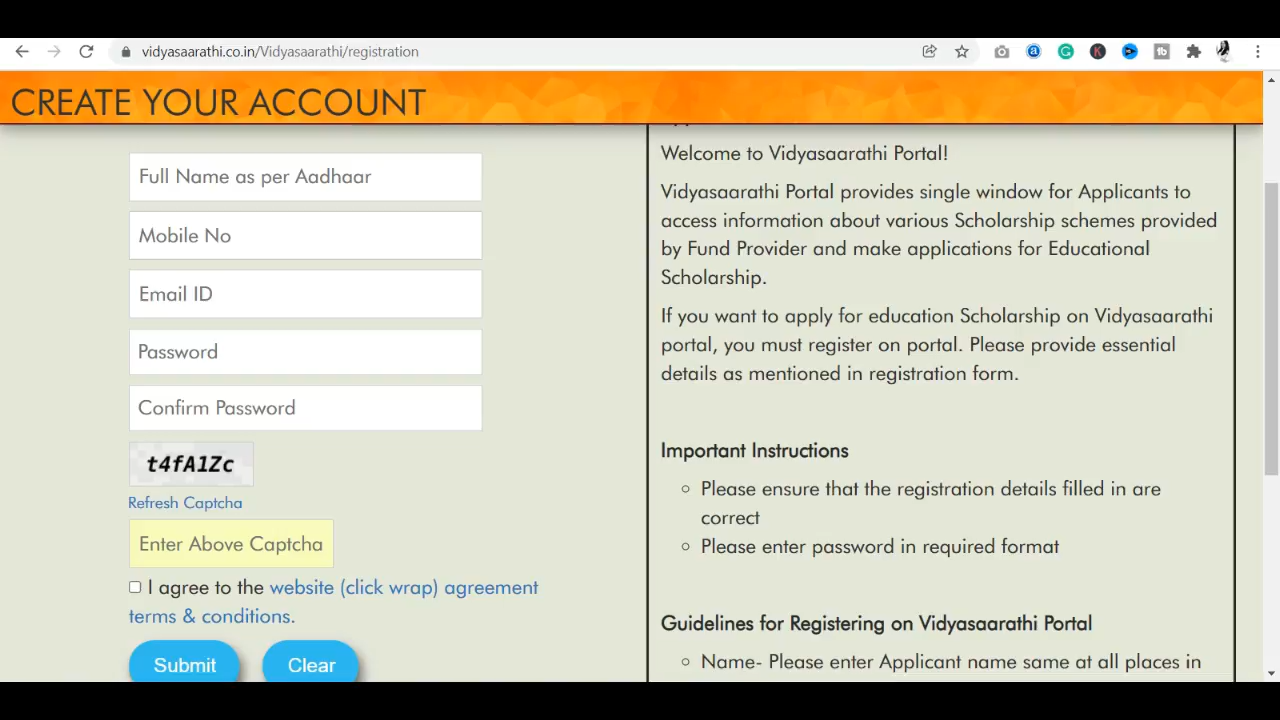 vidyasaarathi.co.in/Vidyasaarathi/registration
CREATE YOUR ACCOUNT
Full Name as per Aadhaar
Mobile No
Email ID
Password
Confirm Password
t4fA1Zc
Refresh Captcha
Enter Above Captcha
I agree to the website (click wrap) agreement
terms & conditions.
Submit
Clear
Welcome to Vidyasaarathi Portal!
Vidyasaarathi Portal provides single window for Applicants to
access information about various Scholarship schemes provided
by Fund Provider and make applications for Educational
Scholarship.
If you want to apply for education Scholarship on Vidyasaarathi
portal, you must register on portal. Please provide essential
details as mentioned in registration form.
Important Instructions
Please ensure that the registration details filled in are
correct
Please enter password in required format
Guidelines for Registering on Vidyasaarathi Portal
Name- Please enter Applicant name same at all places in